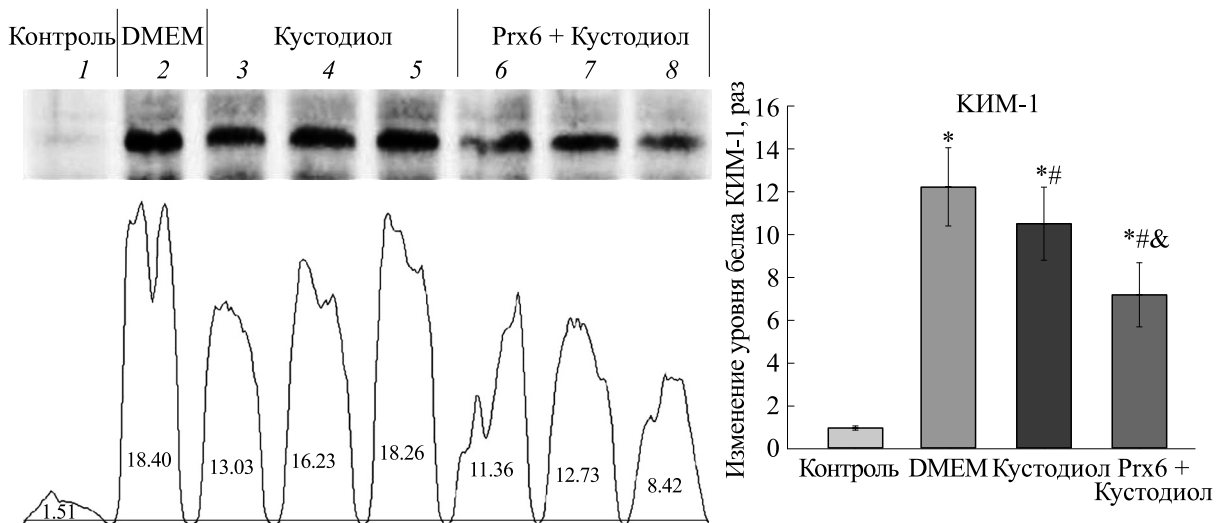 Контроль DMEM Кустодиол Prx6 + Кустодиол
1 2 3 4 5 6 7 8
1.51 18.40 13.03 16.23 18.26 11.36 12.73 8.42
КИМ-1
Изменение уровня белка КИМ-1, раз
16
14
12
10
8
6
4
2
0
*
*#
*#&
Контроль DMEM Кустодиол Prx6 +
Кустодиол